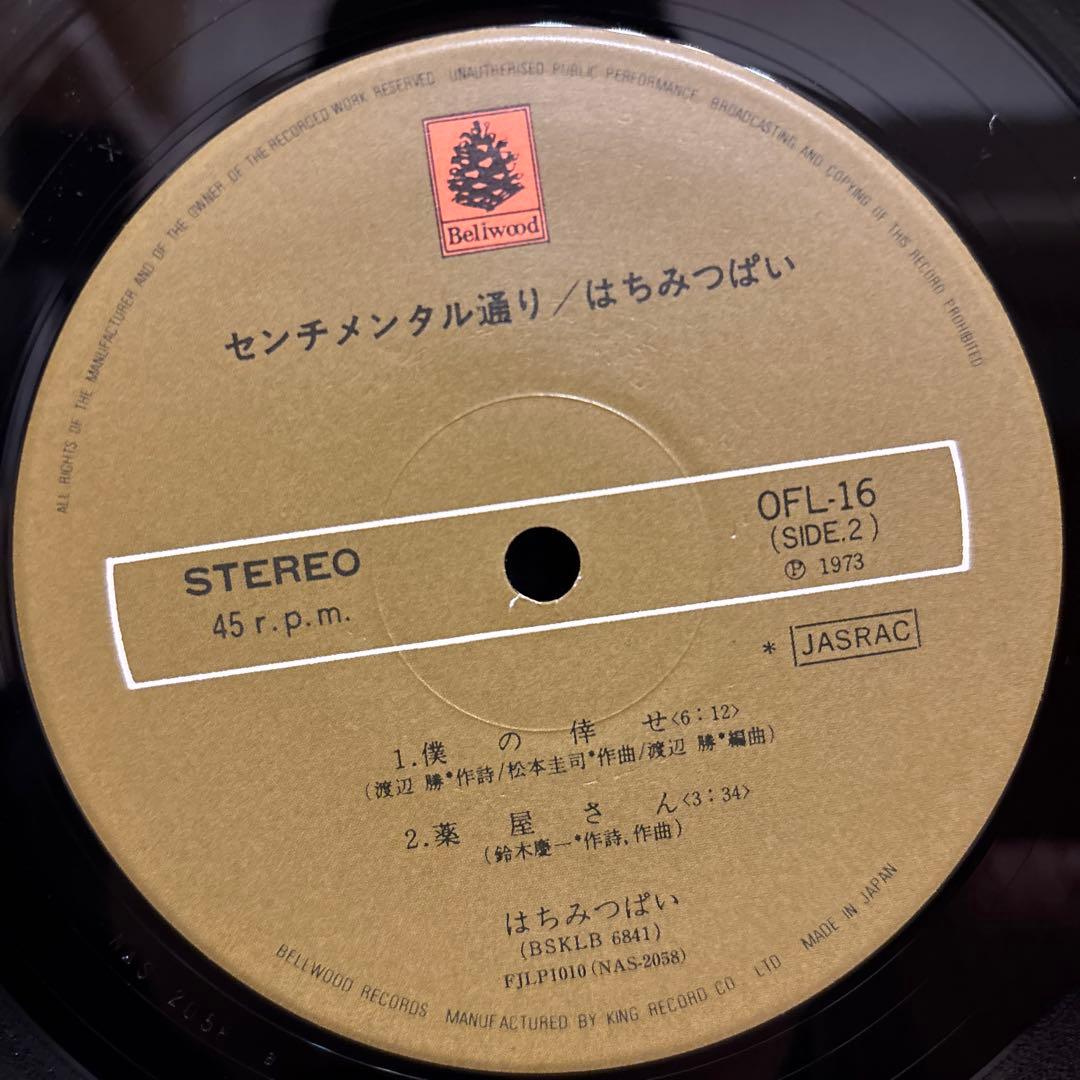 ALL RIGHTS OF THE MANUFACTURER AND OF THE OWNER OF THE RECORDED WORK RESERVED UNAUTHORISED PUBLIC PERFORMANCE BROADCASTING AND COPYING OF THIS RECORD PROHIBITED
Bellwood
センチメンタル通り/はちみつぱい
STEREO
45 r.p.m.
OFL-16
(SIDE.2)
Ⓟ 1973
* JASRAC
1.僕の倖せ<6:12>
(渡辺 勝*作詩/松本圭司*作曲/渡辺 勝*編曲)
2.薬屋さん<3:34>
(鈴木慶一*作詩,作曲)
はちみつぱい
(BSKLB 6841)
FJLP1010 (NAS-2058)
BELLWOOD RECORDS MANUFACTURED BY KING RECORD CO. LTD MADE IN JAPAN